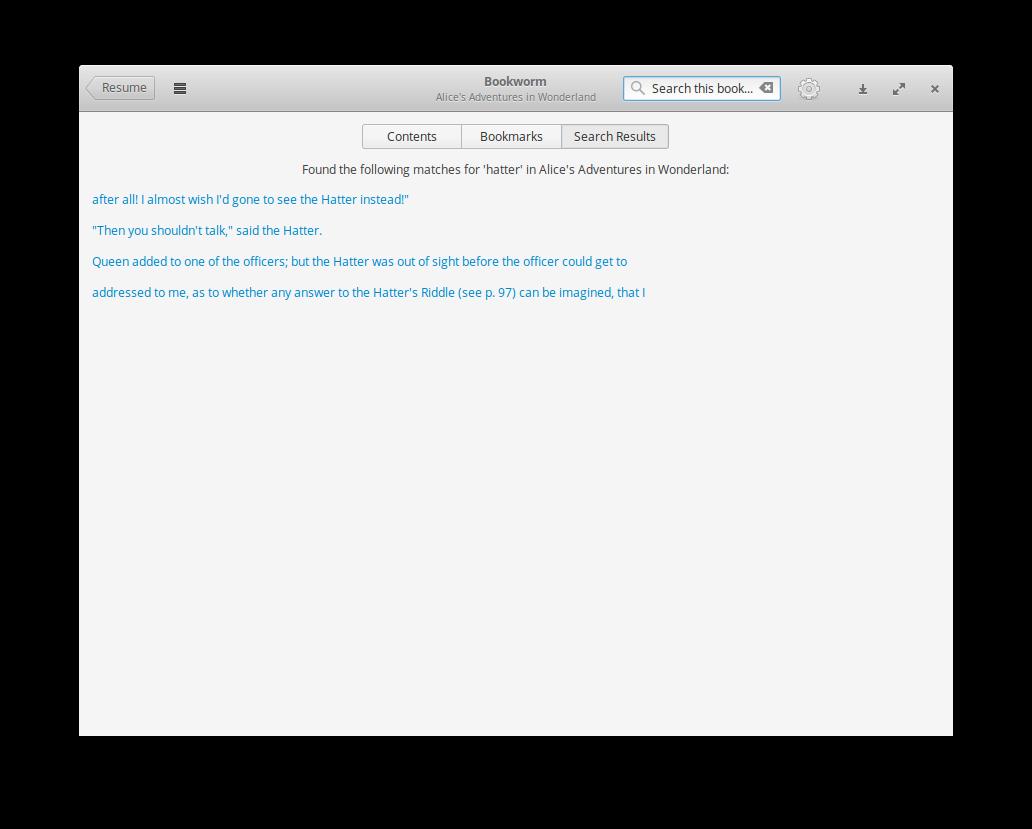 Resume
Bookworm
Alice's Adventures in Wonderland
Search this book...
Contents
Bookmarks
Search Results
Found the following matches for 'hatter' in Alice's Adventures in Wonderland:
after all! I almost wish I'd gone to see the Hatter instead!"
"Then you shouldn't talk," said the Hatter.
Queen added to one of the officers; but the Hatter was out of sight before the officer could get to
addressed to me, as to whether any answer to the Hatter's Riddle (see p. 97) can be imagined, that I